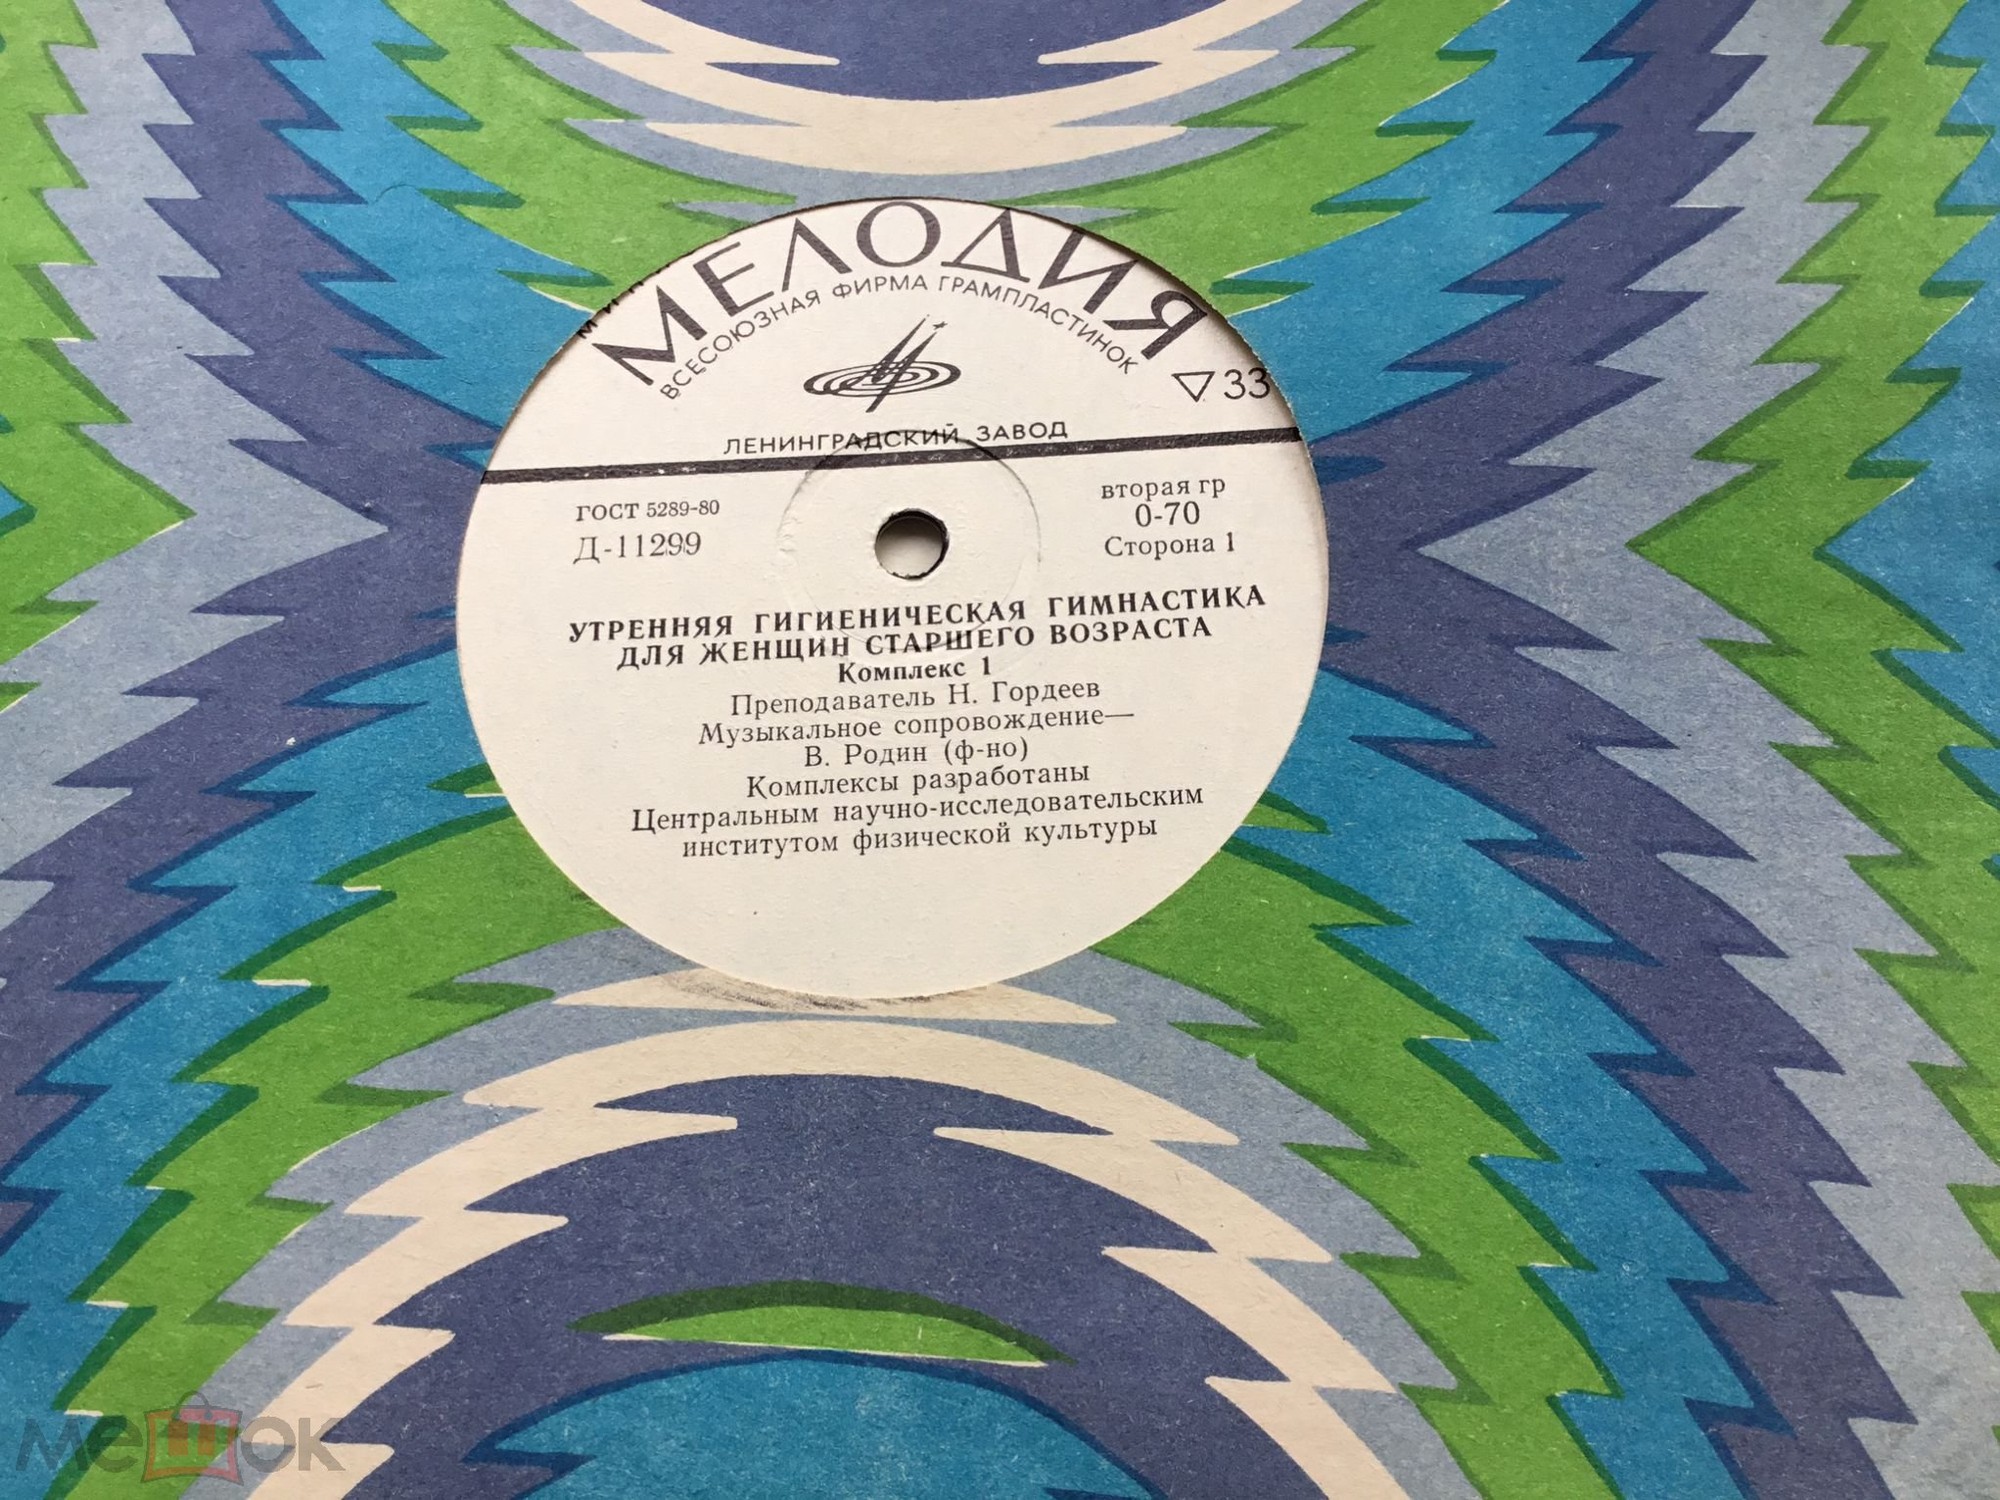 МЕЛОДИЯ
ВСЕСОЮЗНАЯ ФИРМА ГРАМПЛАСТИНОК
▽33
ЛЕНИНГРАДСКИЙ ЗАВОД
ГОСТ 5289-80
Д-11299
вторая гр
0-70
Сторона 1
УТРЕННЯЯ ГИГИЕНИЧЕСКАЯ ГИМНАСТИКА
ДЛЯ ЖЕНЩИН СТАРШЕГО ВОЗРАСТА
Комплекс 1
Преподаватель Н. Гордеев
Музыкальное сопровождение—
В. Родин (ф-но)
Комплексы разработаны
Центральным научно-исследовательским
институтом физической культуры
мешок